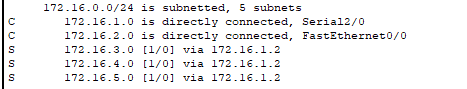 172.16.0.0/24 is subnetted, 5 subnets
C 172.16.1.0 is directly connected, Serial2/0
C 172.16.2.0 is directly connected, FastEthernet0/0
S 172.16.3.0 [1/0] via 172.16.1.2
S 172.16.4.0 [1/0] via 172.16.1.2
S 172.16.5.0 [1/0] via 172.16.1.2